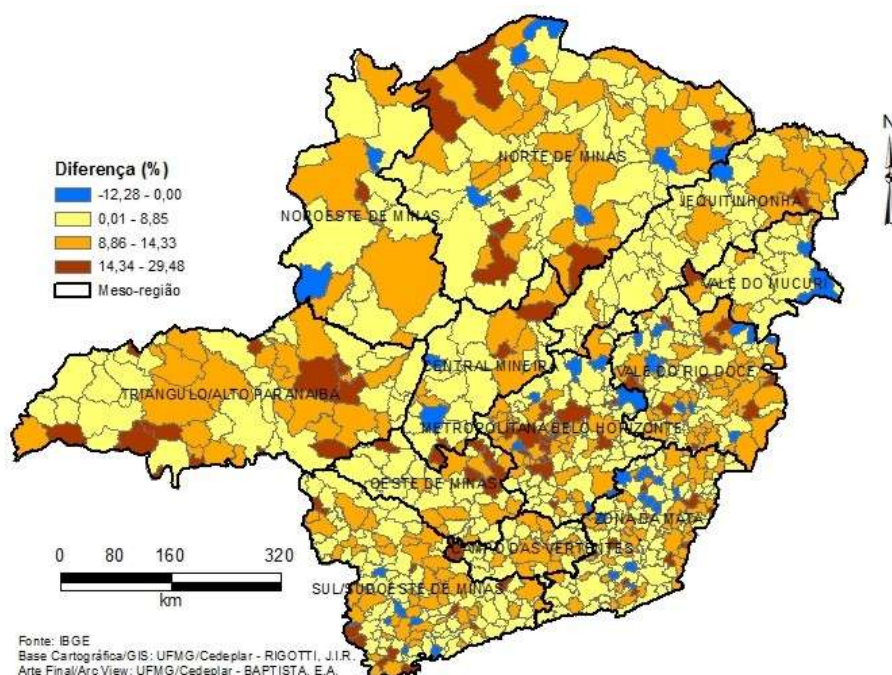 N
Diferença (%)
-12,28 - 0,00
0,01 - 8,85
8,86 - 14,33
14,34 - 29,48
Meso-região
NORTE DE MINAS
JEQUITINHONHA
NOROESTE DE MINAS
VALE DO MUCURI
CENTRAL MINEIRA
VALE DO RIO DOCE
TRIANGULO/ALTO PARANAIBA
METROPOLITANA BELO HORIZONTE
OESTE DE MINAS
ZONA DA MATA
CAMPO DAS VERTENTES
SUL/SUDOESTE DE MINAS
0 80 160 320
km
Fonte: IBGE
Base Cartográfica/GIS: UFMG/Cedeplar - RIGOTTI, J.I.R.
Arte Final/Arc View: UFMG/Cedeplar - BAPTISTA, E.A.